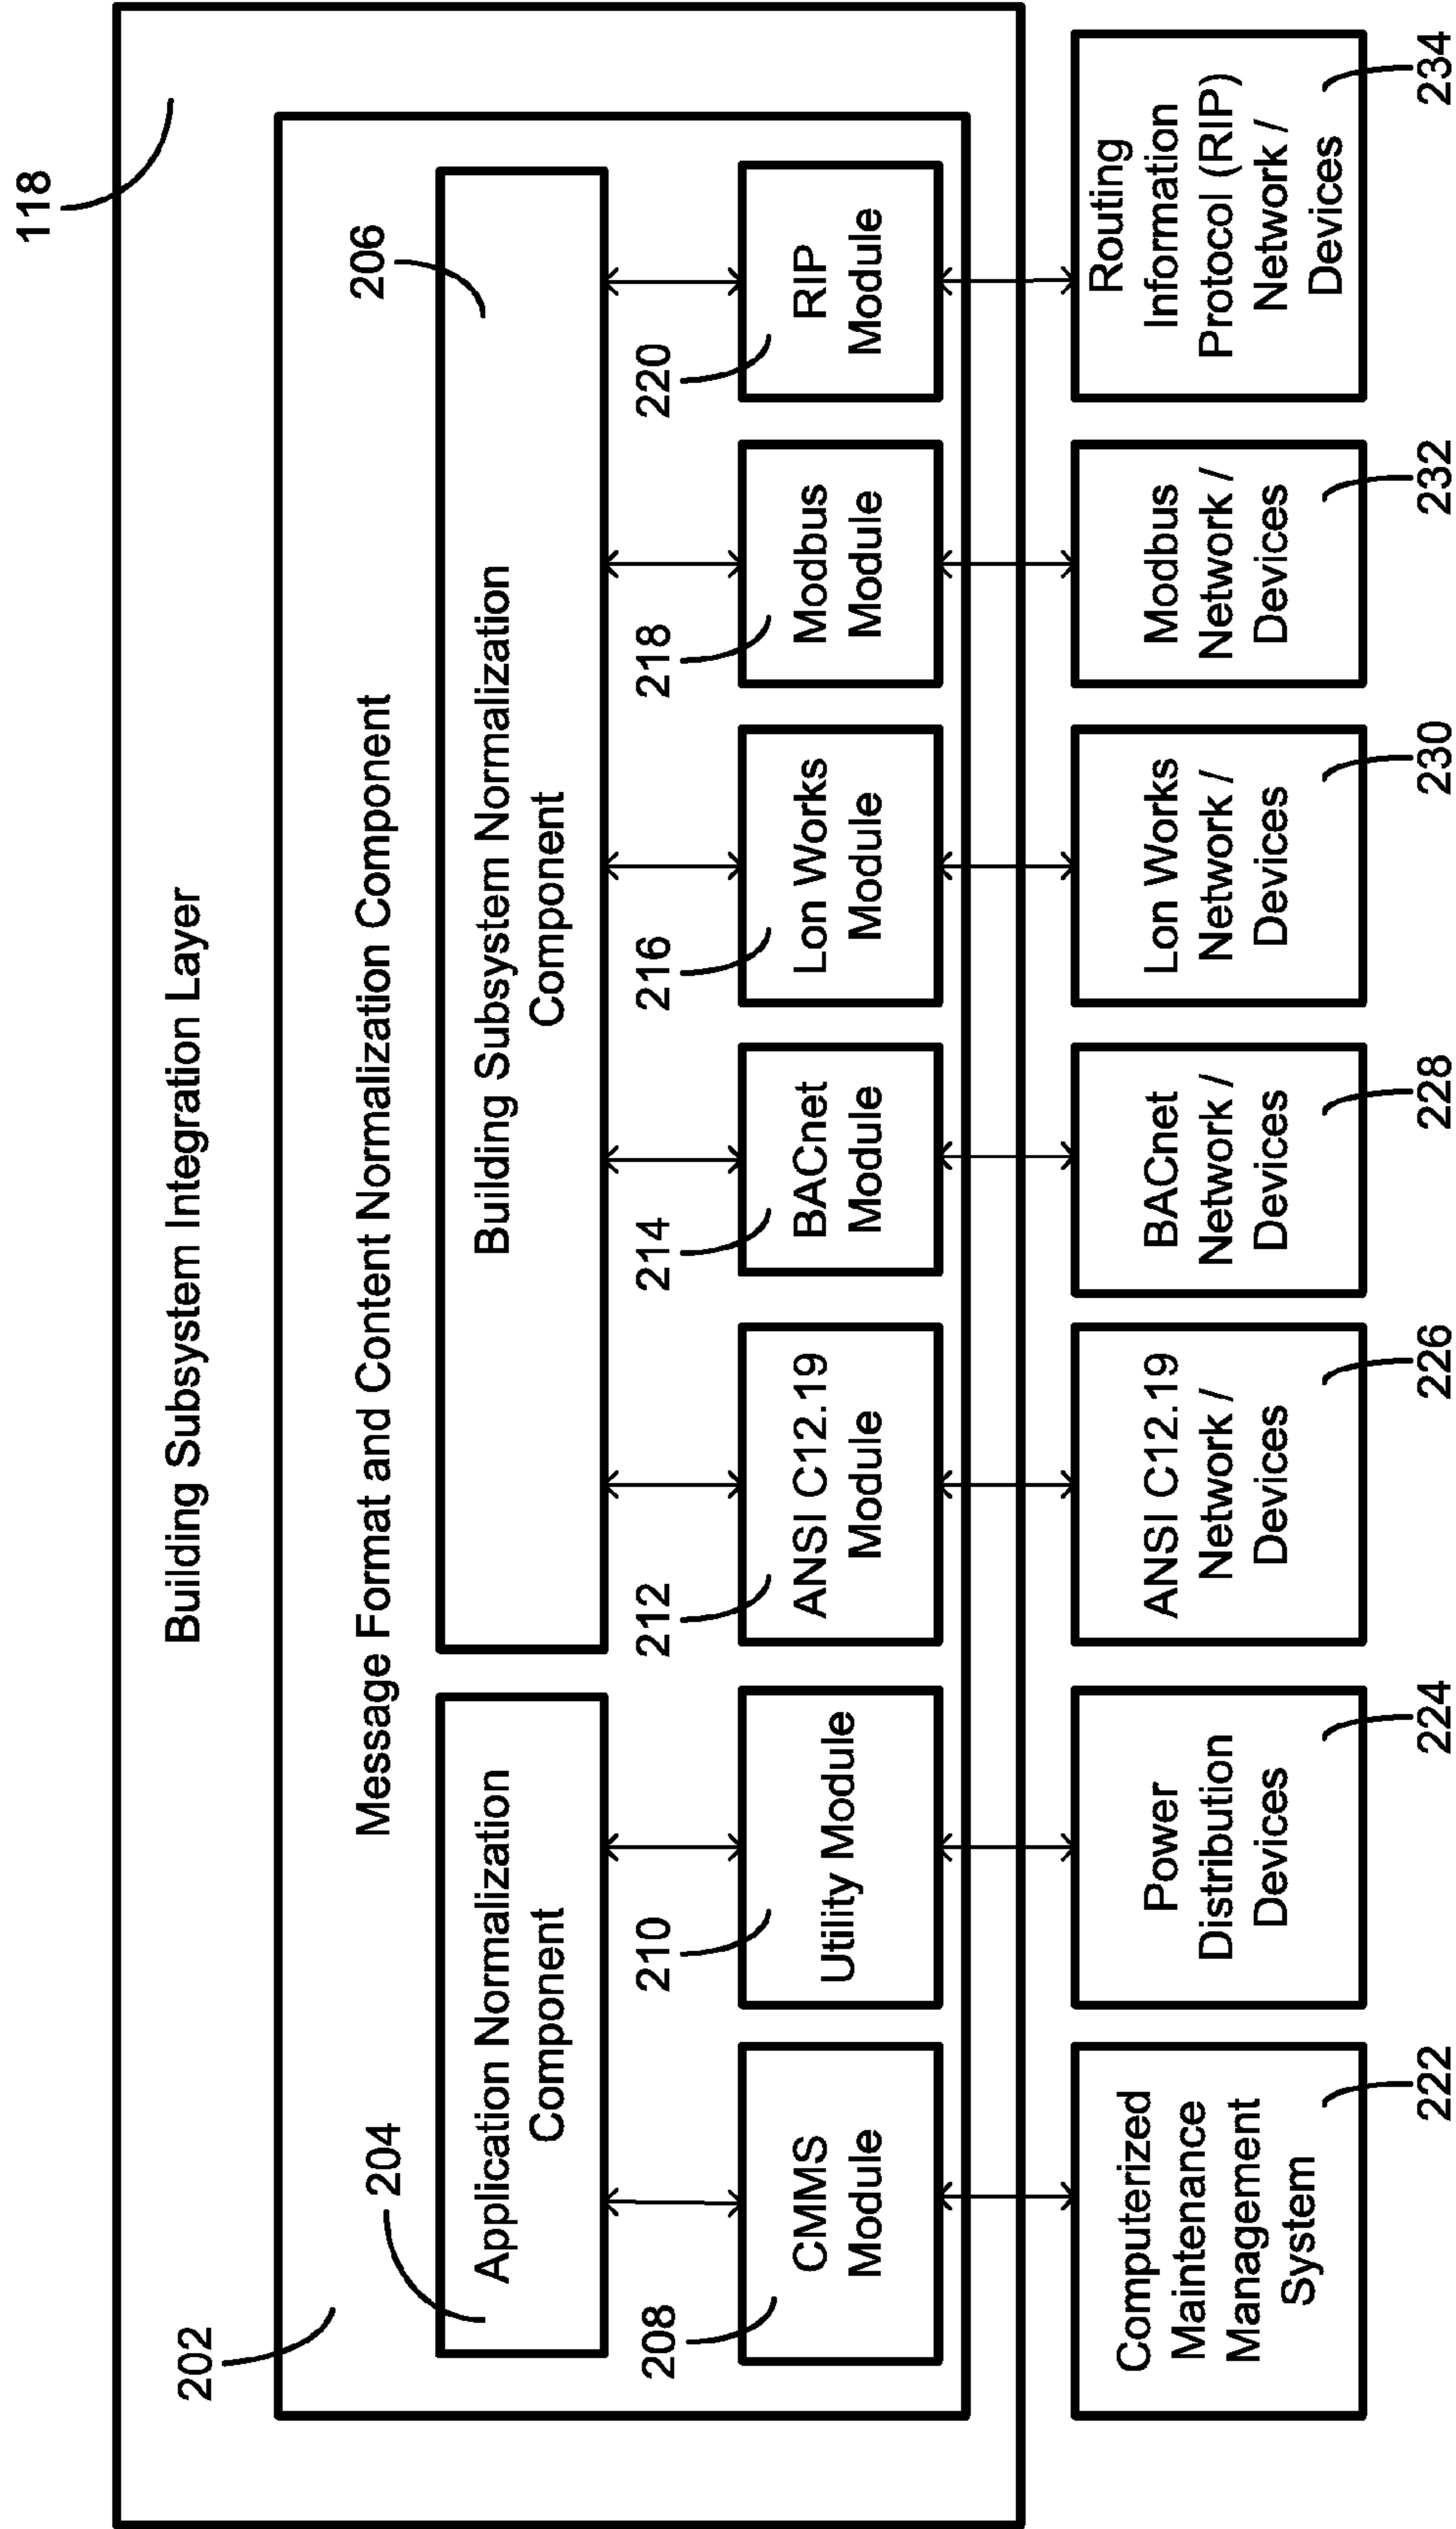 118
Building Subsystem Integration Layer
202
Message Format and Content Normalization Component
204
206
Application Normalization
Component
Building Subsystem Normalization
Component
208
210
212
214
216
218
220
CMMS
Module
Utility Module
ANSI C12.19
Module
BACnet
Module
Lon Works
Module
Modbus
Module
RIP
Module
Computerized
Maintenance
Management
System
Power
Distribution
Devices
ANSI C12.19
Network /
Devices
BACnet
Network /
Devices
Lon Works
Network /
Devices
Modbus
Network /
Devices
Routing
Information
Protocol (RIP)
Network /
Devices
222
224
226
228
230
232
234